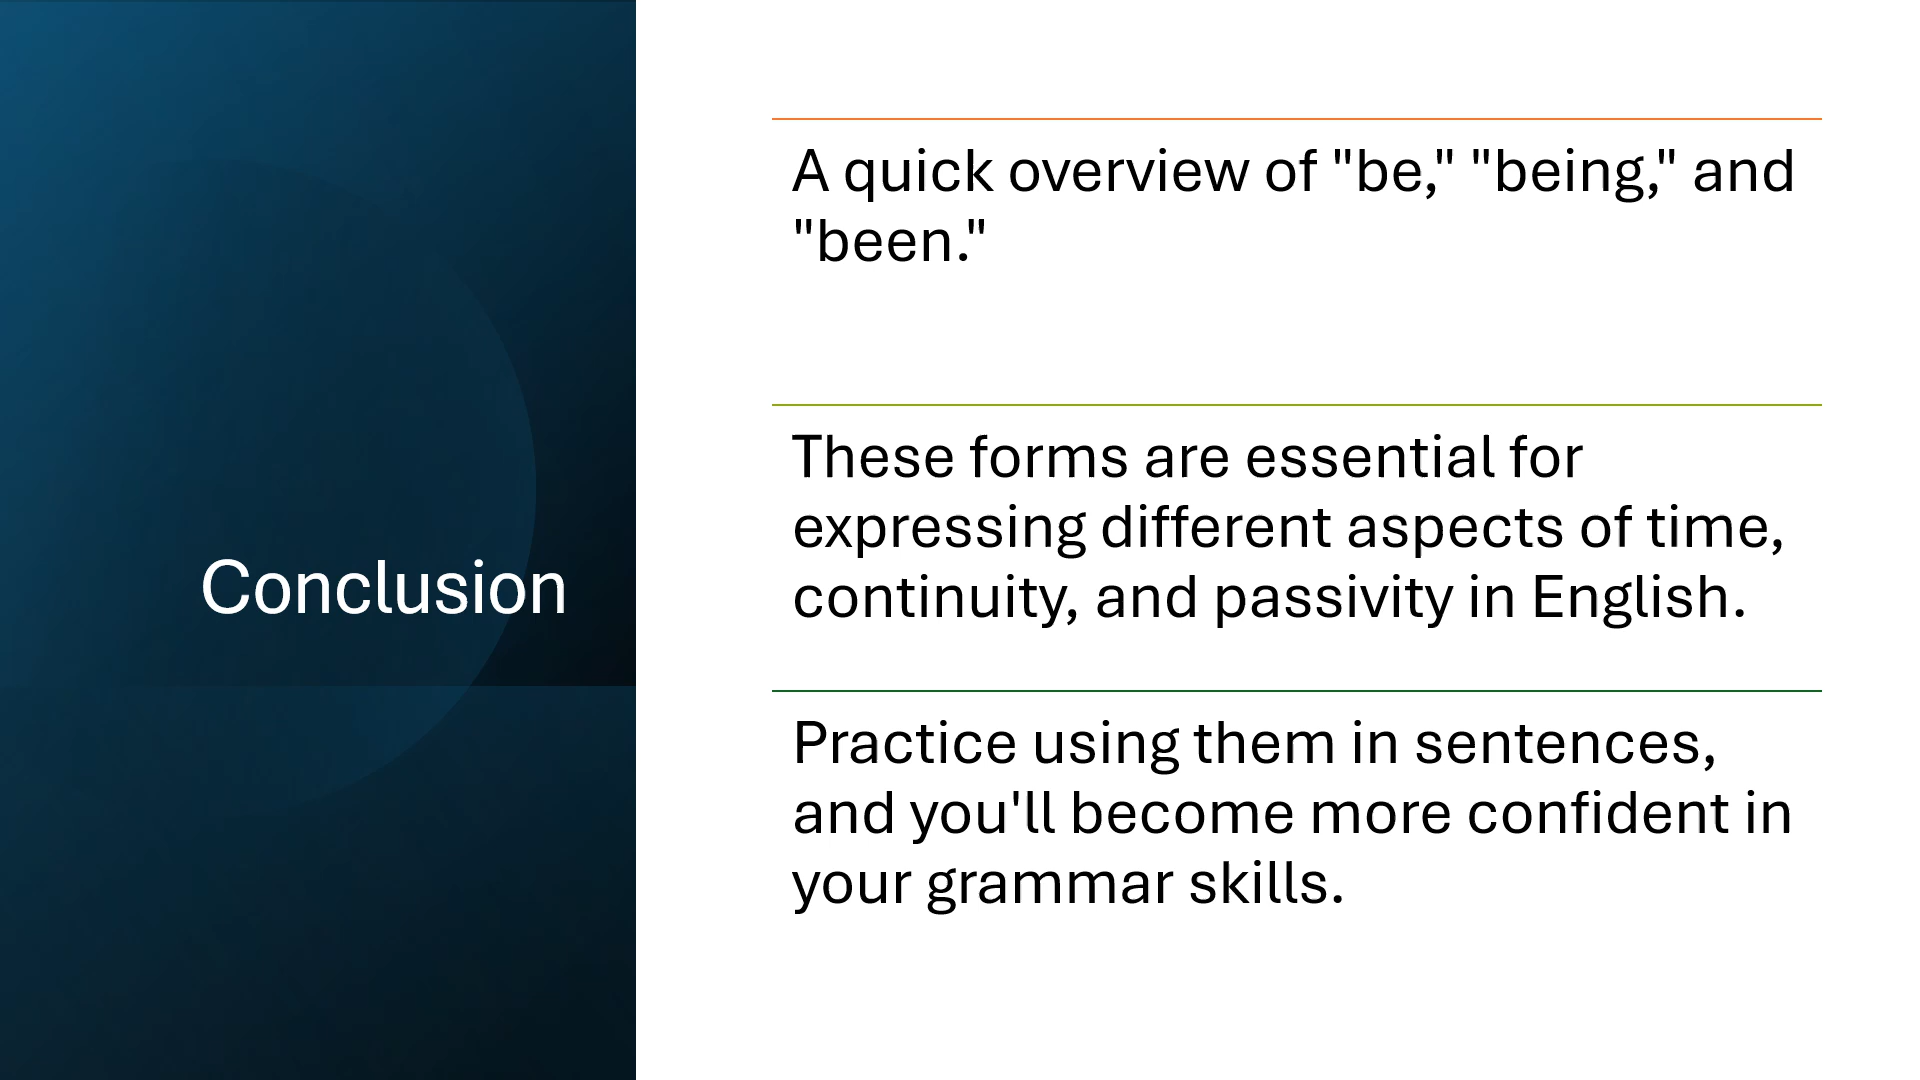 Conclusion
A quick overview of "be," "being," and
"been."
These forms are essential for
expressing different aspects of time,
continuity, and passivity in English.
Practice using them in sentences,
and you'll become more confident in
your grammar skills.